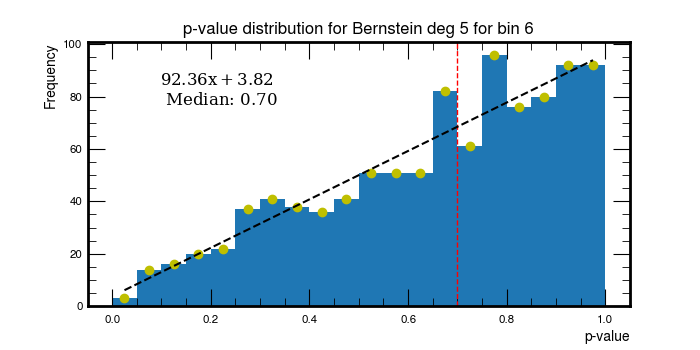 p-value distribution for Bernstein deg 5 for bin 6
Frequency
100
80
60
40
20
0
92.36x + 3.82
Median: 0.70
0.0 0.2 0.4 0.6 0.8 1.0
p-value